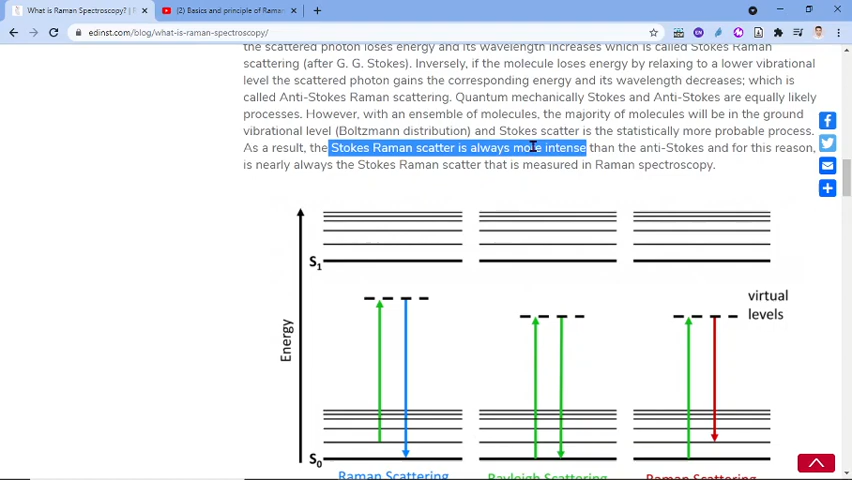 What is Raman Spectroscopy? | R
(2) Basics and principle of Raman
edinst.com/blog/what-is-raman-spectroscopy/
the scattered photon loses energy and its wavelength increases which is called Stokes Raman
scattering (after G. G. Stokes). Inversely, if the molecule loses energy by relaxing to a lower vibrational
level the scattered photon gains the corresponding energy and its wavelength decreases; which is
called Anti-Stokes Raman scattering. Quantum mechanically Stokes and Anti-Stokes are equally likely
processes. However, with an ensemble of molecules, the majority of molecules will be in the ground
vibrational level (Boltzmann distribution) and Stokes scatter is the statistically more probable process.
As a result, the Stokes Raman scatter is always more intense than the anti-Stokes and for this reason, it
is nearly always the Stokes Raman scatter that is measured in Raman spectroscopy.
S1
virtual
levels
Energy
S0
Raman Scattering
Rayleigh Scattering
Raman Scattering